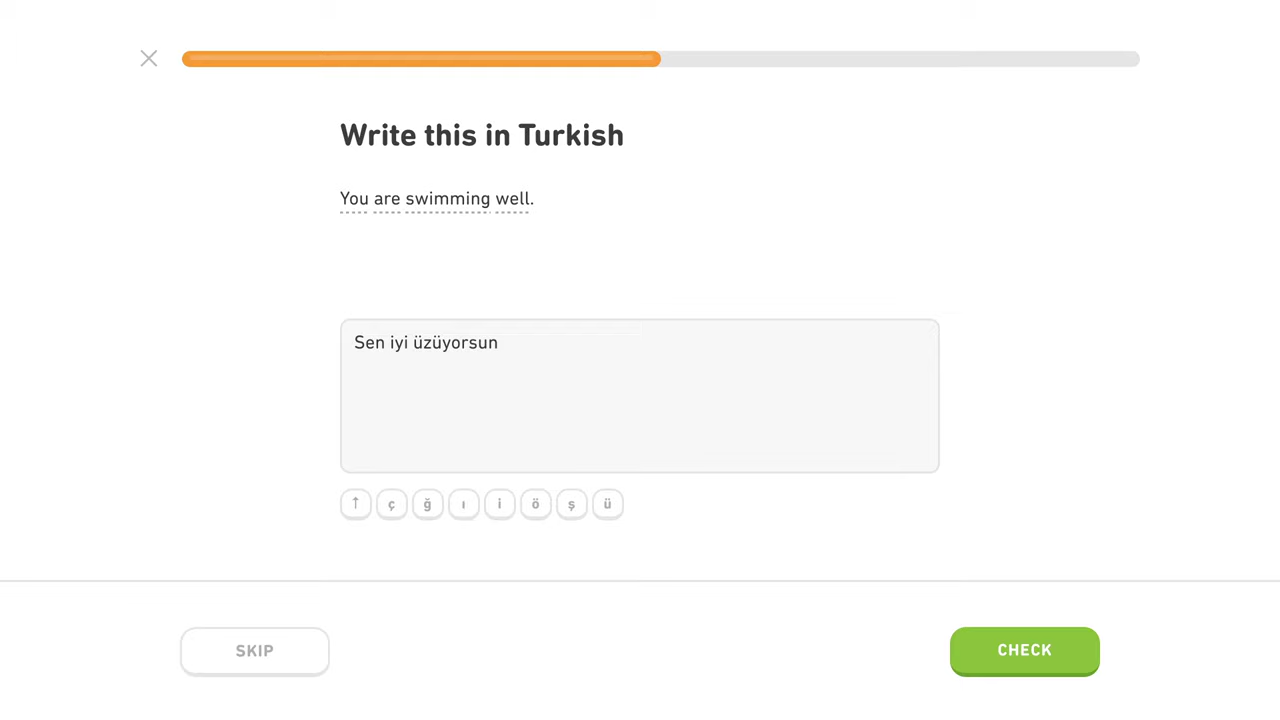 Write this in Turkish
You are swimming well.
Sen iyi üzüyorsun
↑ ç ğ ı i ö ş ü
SKIP
CHECK